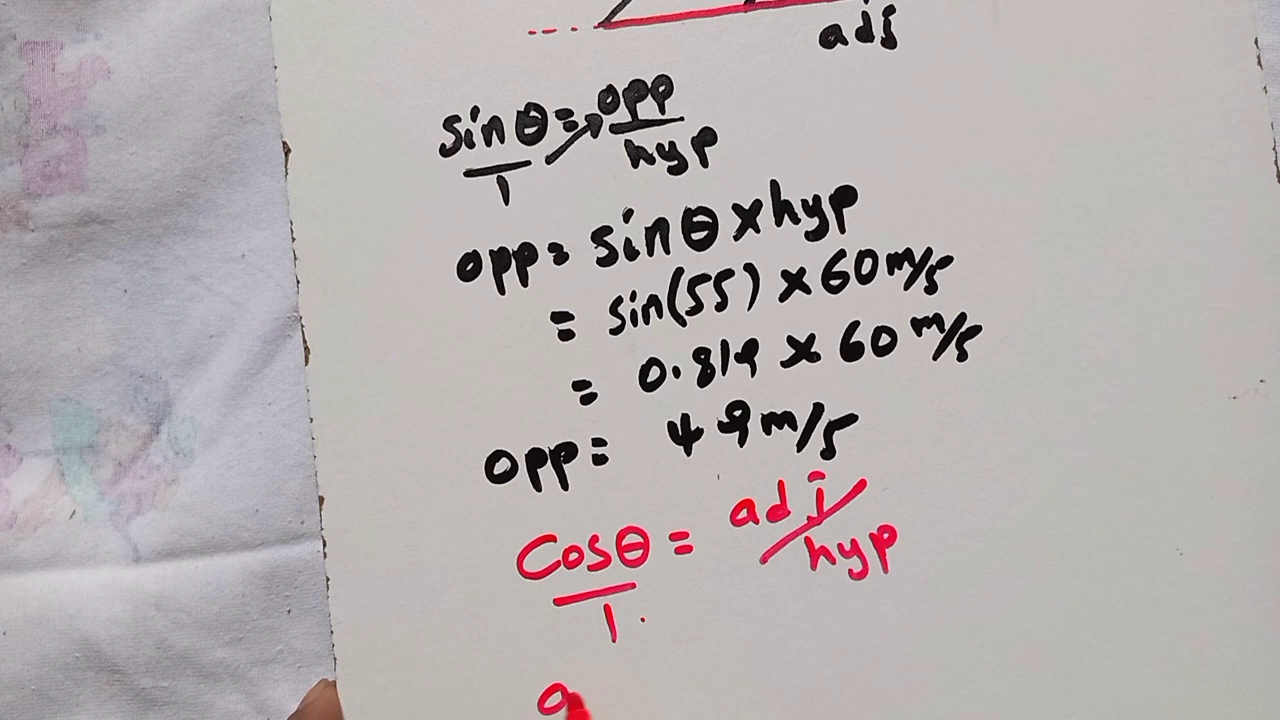 adj
sinθ/1 = opp/hyp
opp = sinθ × hyp
= sin(55) × 60 m/s
= 0.819 × 60 m/s
opp = 49 m/s
Cosθ/1 = adj/hyp
a